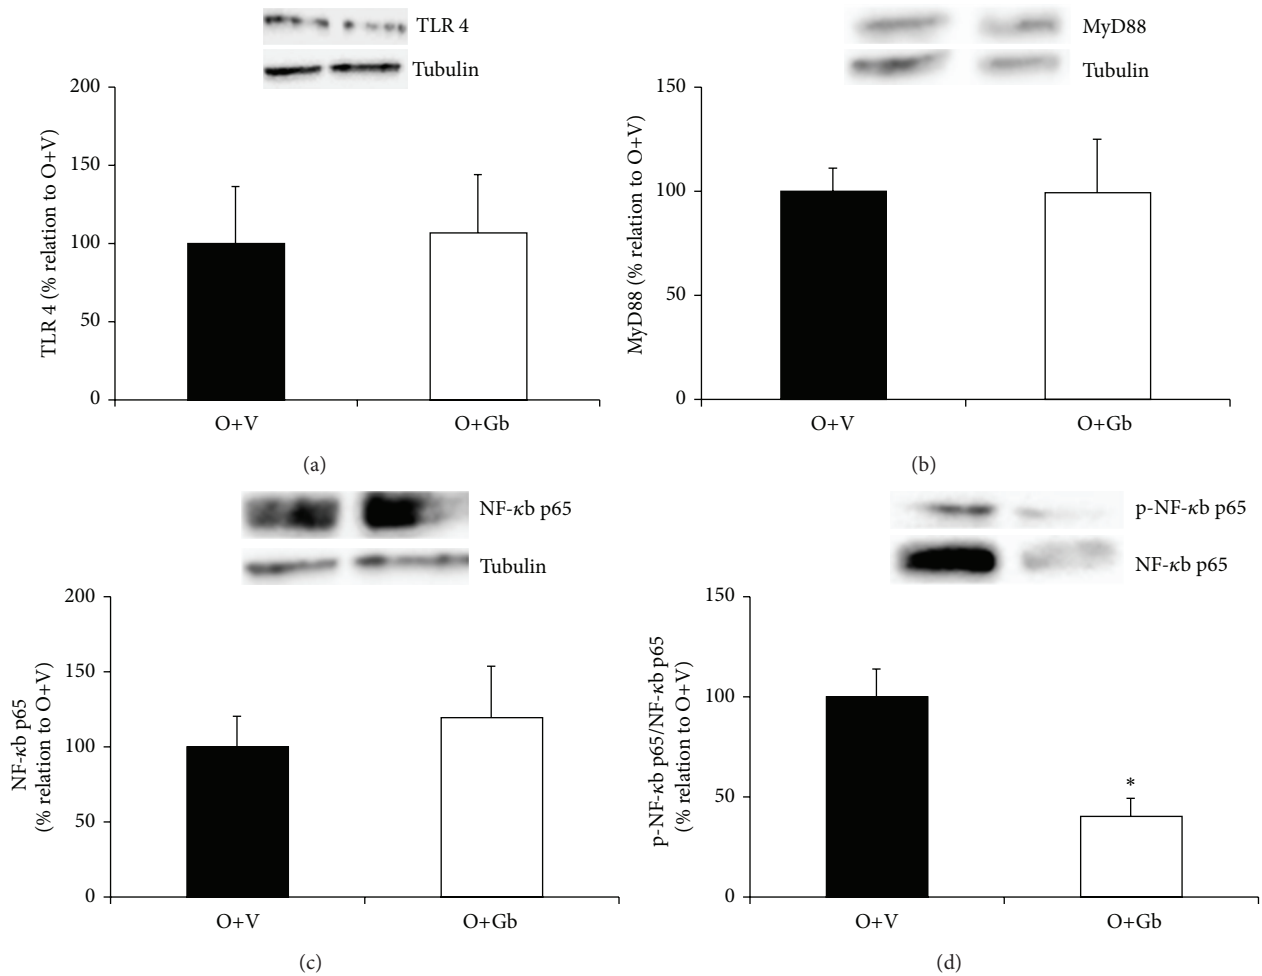 TLR 4
Tubulin
200
150
100
50
0
TLR 4 (% relation to O+V)
O+V
O+Gb
(a)
MyD88
Tubulin
150
100
50
0
MyD88 (% relation to O+V)
O+V
O+Gb
(b)
NF-κb p65
Tubulin
200
150
100
50
0
NF-κb p65
(% relation to O+V)
O+V
O+Gb
(c)
p-NF-κb p65
NF-κb p65
150
100
50
0
p-NF-κb p65/NF-κb p65
(% relation to O+V)
*
O+V
O+Gb
(d)